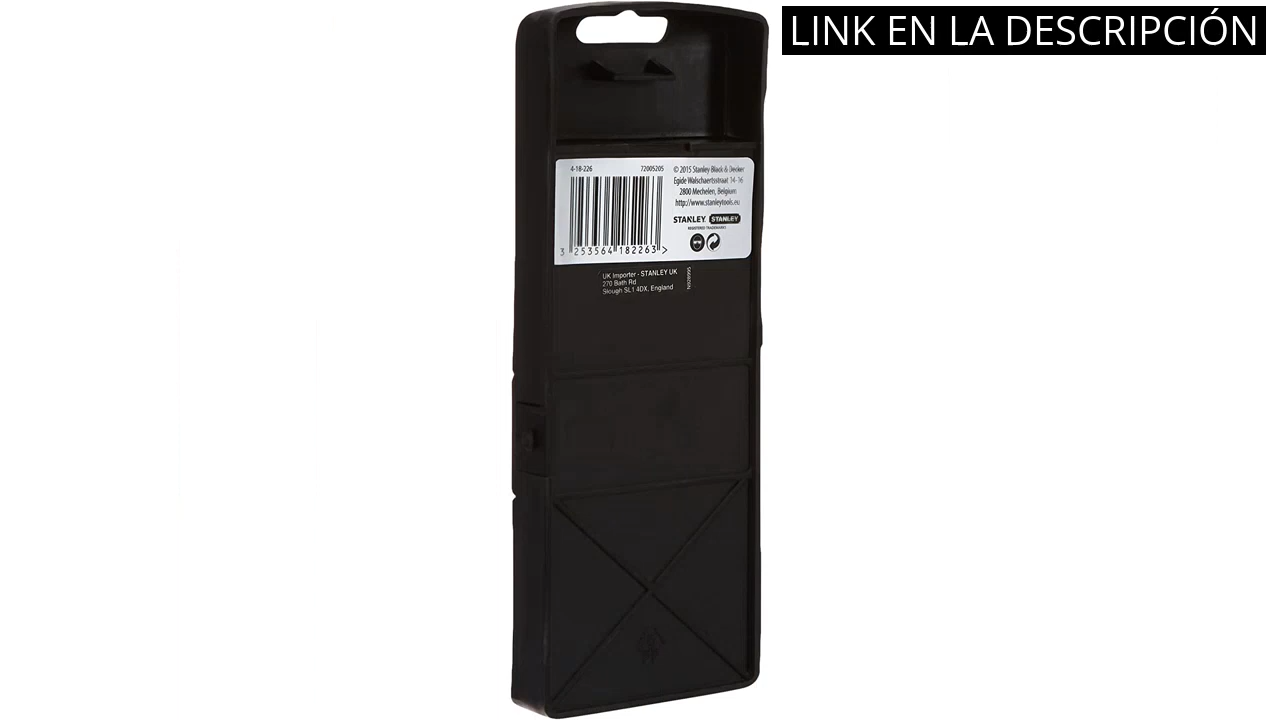 LINK EN LA DESCRIPCIÓN
4-18-226 72005205
3 253564 182263 >
© 2015 Stanley Black & Decker
Egide Walschaertsstraat 14-16
2800 Mechelen, Belgium
http://www.stanleytools.eu
STANLEY. STANLEY
REGISTERED TRADEMARKS
UK Importer - STANLEY UK
270 Bath Rd
Slough SL1 4DX, England